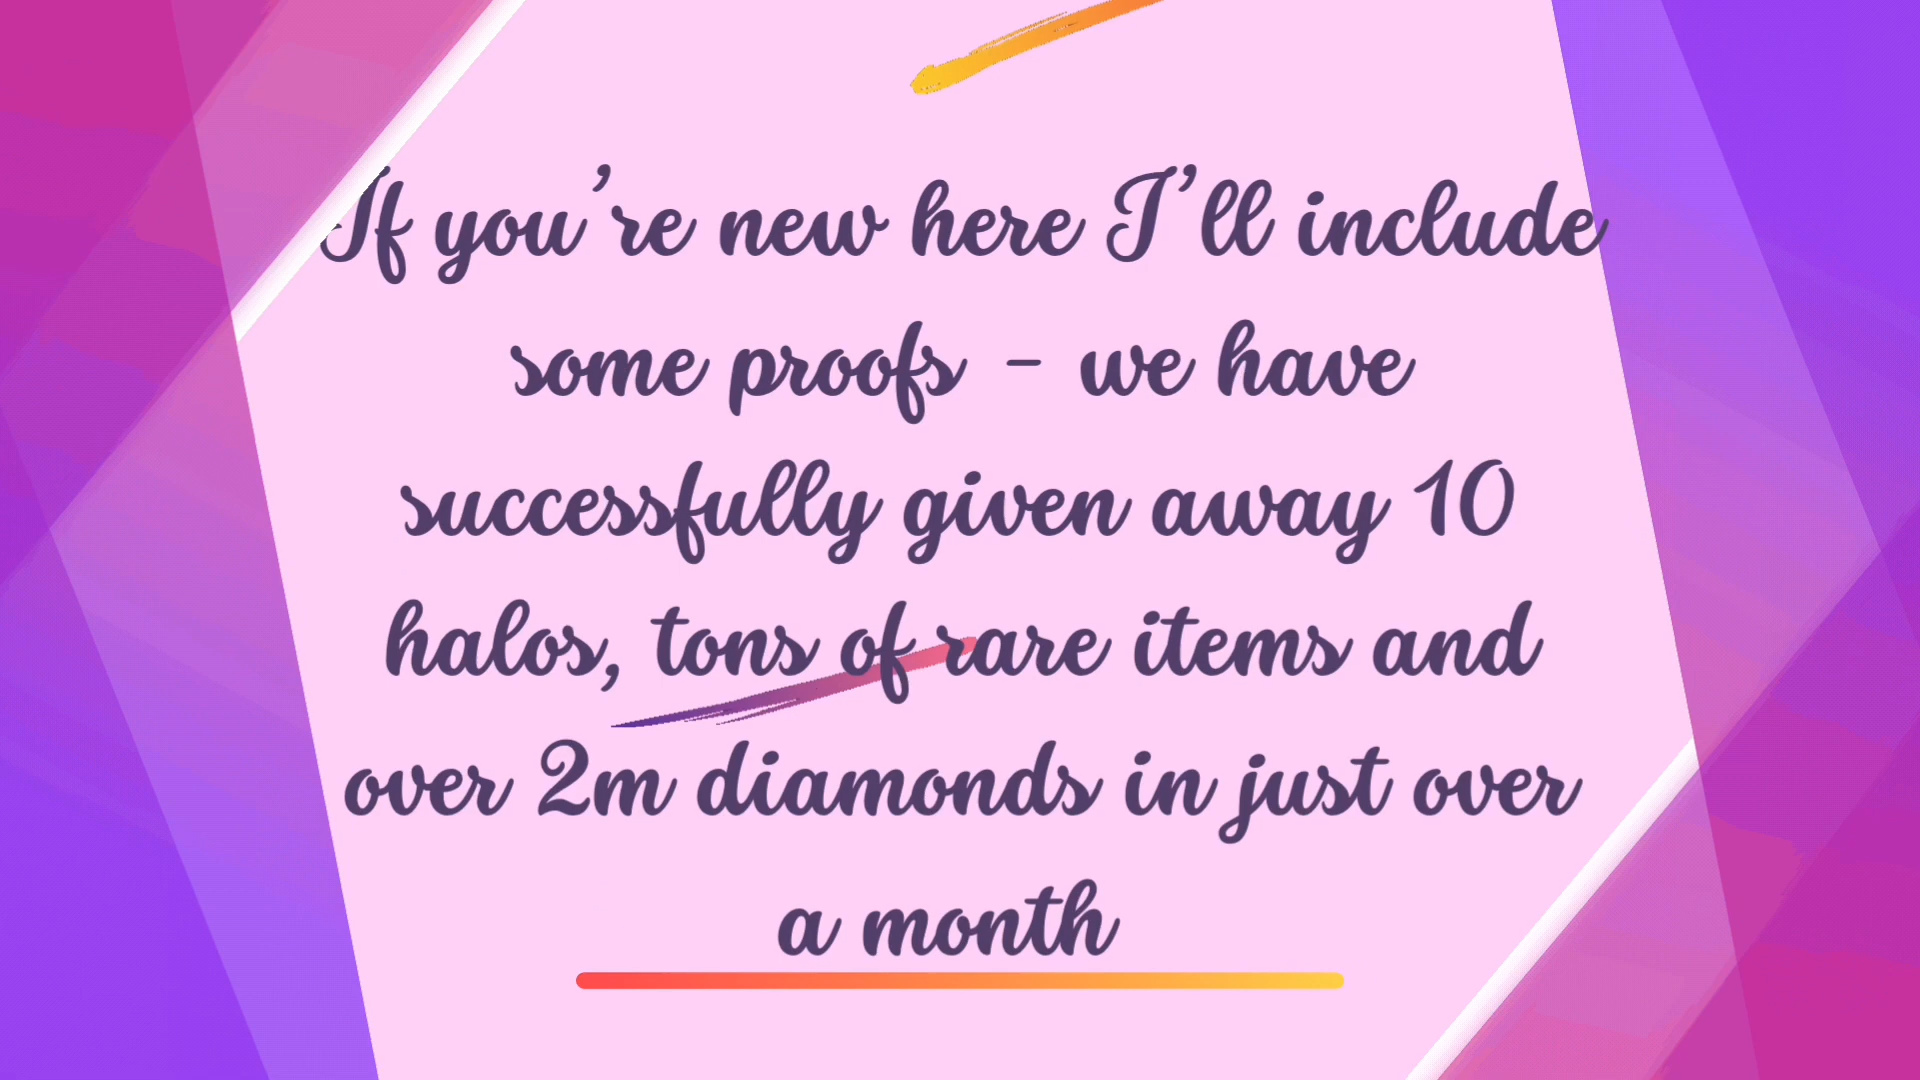 If you're new here I'll include
some proofs - we have
successfully given away 10
halos, tons of rare items and
over 2m diamonds in just over
a month